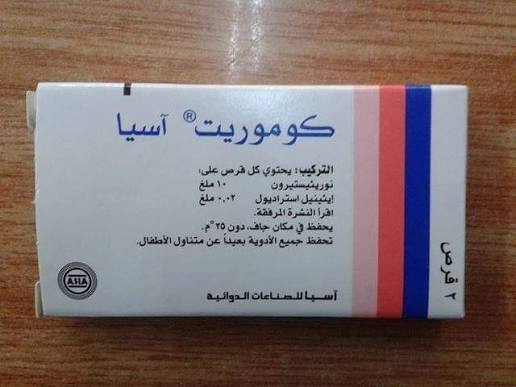 كوموريت® آسيا
التركيب: يحتوي كل قرص على:
نوريثيستيرون ١٠ ملغ
إيثينيل استراديول ٠,٠٢ ملغ
اقرأ النشرة المرفقة.
يحفظ في مكان جاف، دون ٢٥ °م.
تحفظ جميع الأدوية بعيداً عن متناول الأطفال.
ASIA
آسيا للصناعات الدوائية
٢ قرص